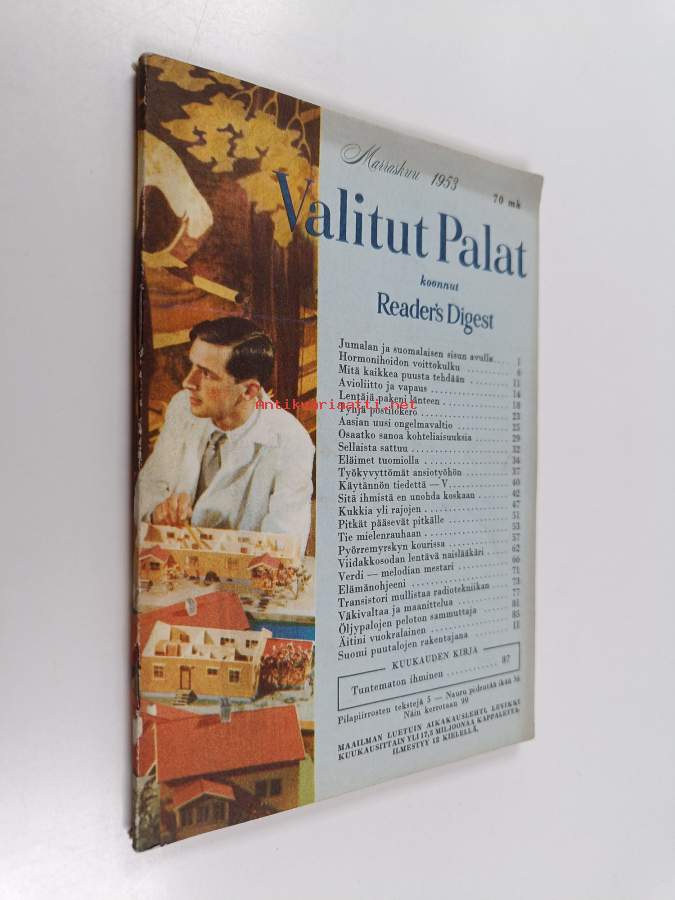 Marraskuu 1953
70 mk
Valitut Palat
koonnut
Reader's Digest
Jumalan ja suomalaisen sisun avulla .... 1
Hormonihoidon voittokulku ........ 6
Mitä kaikkea puusta tehdään ........ 11
Avioliitto ja vapaus ........ 14
Lentäjä pakeni länteen ........ 18
Tyhjä postilokero ........ 23
Antikvariaatti.net
Aasian uusi ongelmavaltio ........ 25
Osaatko sanoa kohteliaisuuksia ........ 29
Sellaista sattuu ........ 32
Eläimet tuomiolla ........ 34
Työkyvyttömät ansiotyöhön ........ 37
Käytännön tiedettä — V ........ 40
Sitä ihmistä en unohda koskaan ........ 42
Kukkia yli rajojen ........ 47
Pitkät pääsevät pitkälle ........ 51
Tie mielenrauhaan ........ 53
Pyörremyrskyn kourissa ........ 57
Viidakkosodan lentävä naislääkäri ........ 62
Verdi — melodian mestari ........ 66
Elämänohjeeni ........ 71
Transistori mullistaa radiotekniikan ........ 73
Väkivaltaa ja maanittelua ........ 77
Öljypalojen peloton sammuttaja ........ 81
Äitini vuokralainen ........ 85
Suomi puutalojen rakentajana ........ 11
KUUKAUDEN KIRJA
Tuntematon ihminen ............ 87
Pilapiirrosten tekstejä 5 — Nauru pidentää ikää 56
Näin kerrotaan 99
MAAILMAN LUETUIN AIKAKAUSLEHTI, LEVIKKI
KUUKAUSITTAIN YLI 17,5 MILJOONAA KAPPALETTA,
ILMESTYY 12 KIELELLÄ.